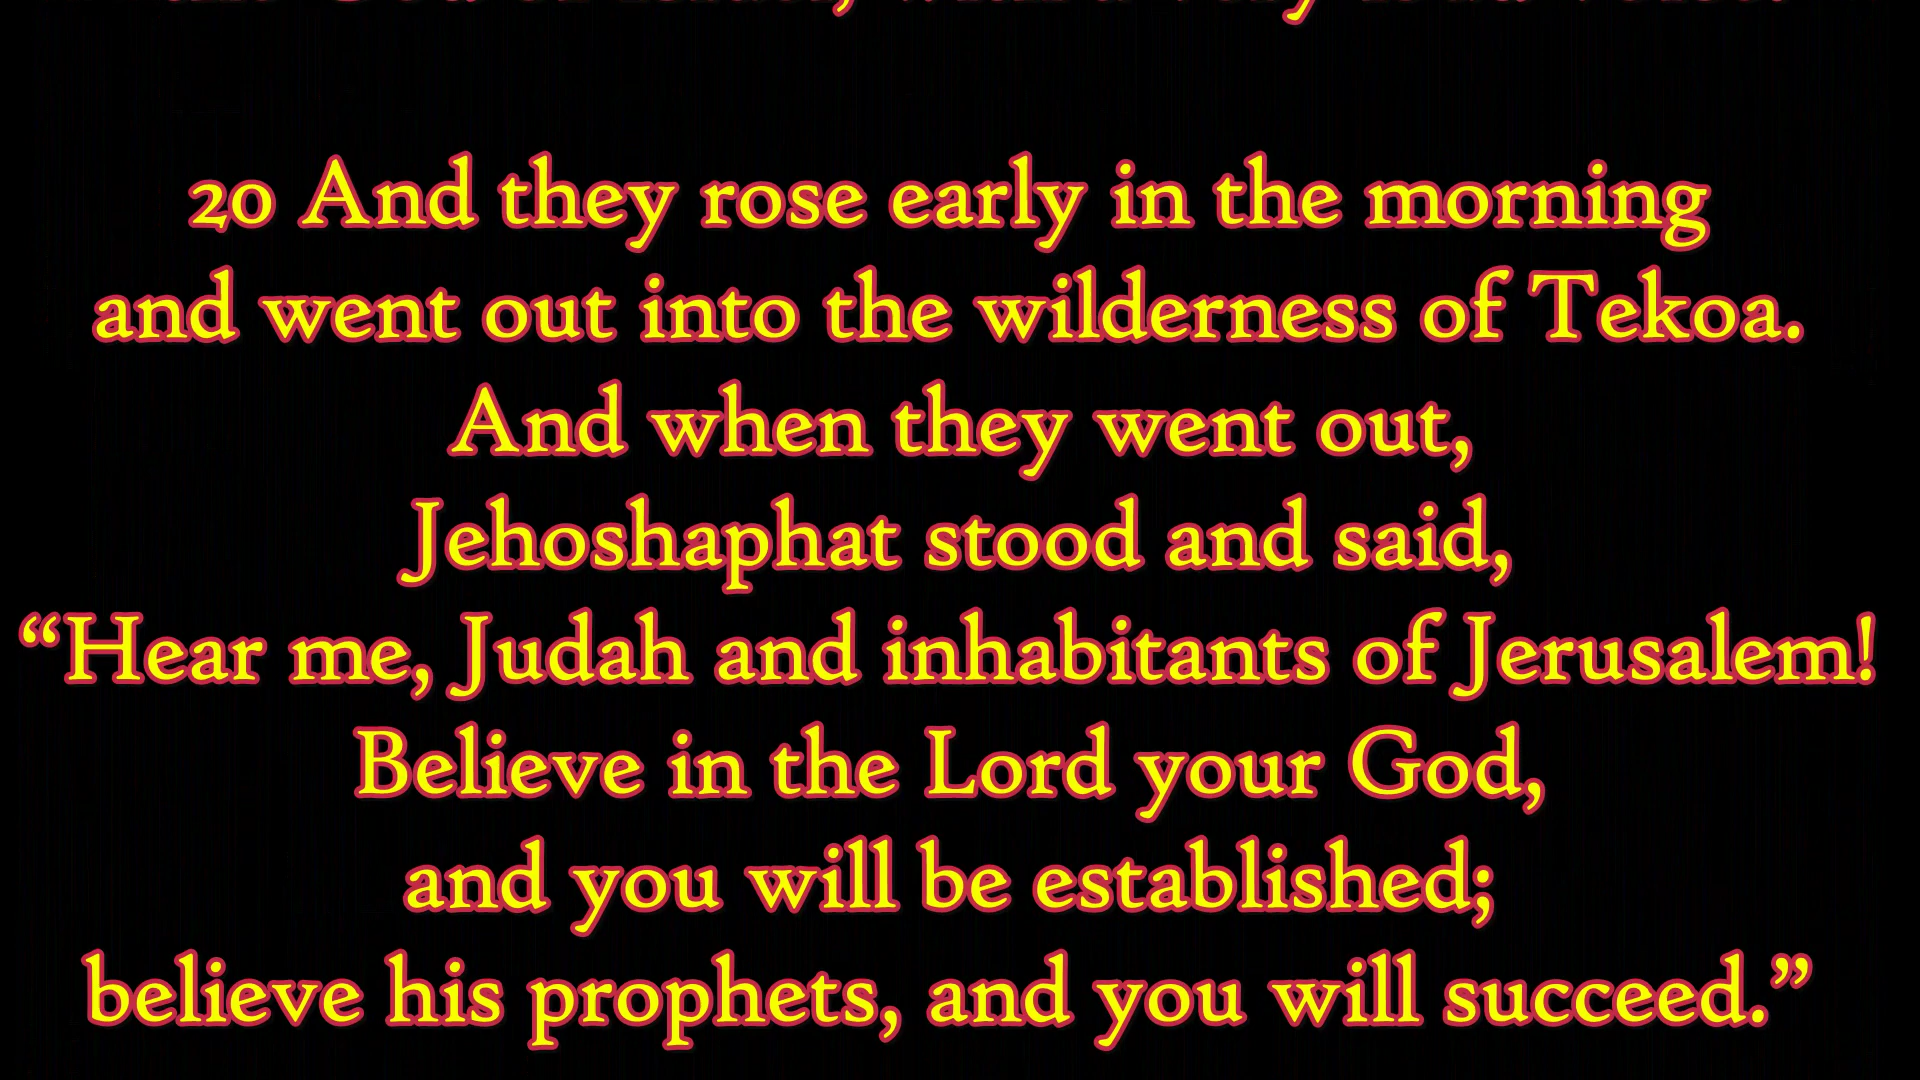 20 And they rose early in the morning
and went out into the wilderness of Tekoa.
And when they went out,
Jehoshaphat stood and said,
“Hear me, Judah and inhabitants of Jerusalem!
Believe in the Lord your God,
and you will be established;
believe his prophets, and you will succeed.”